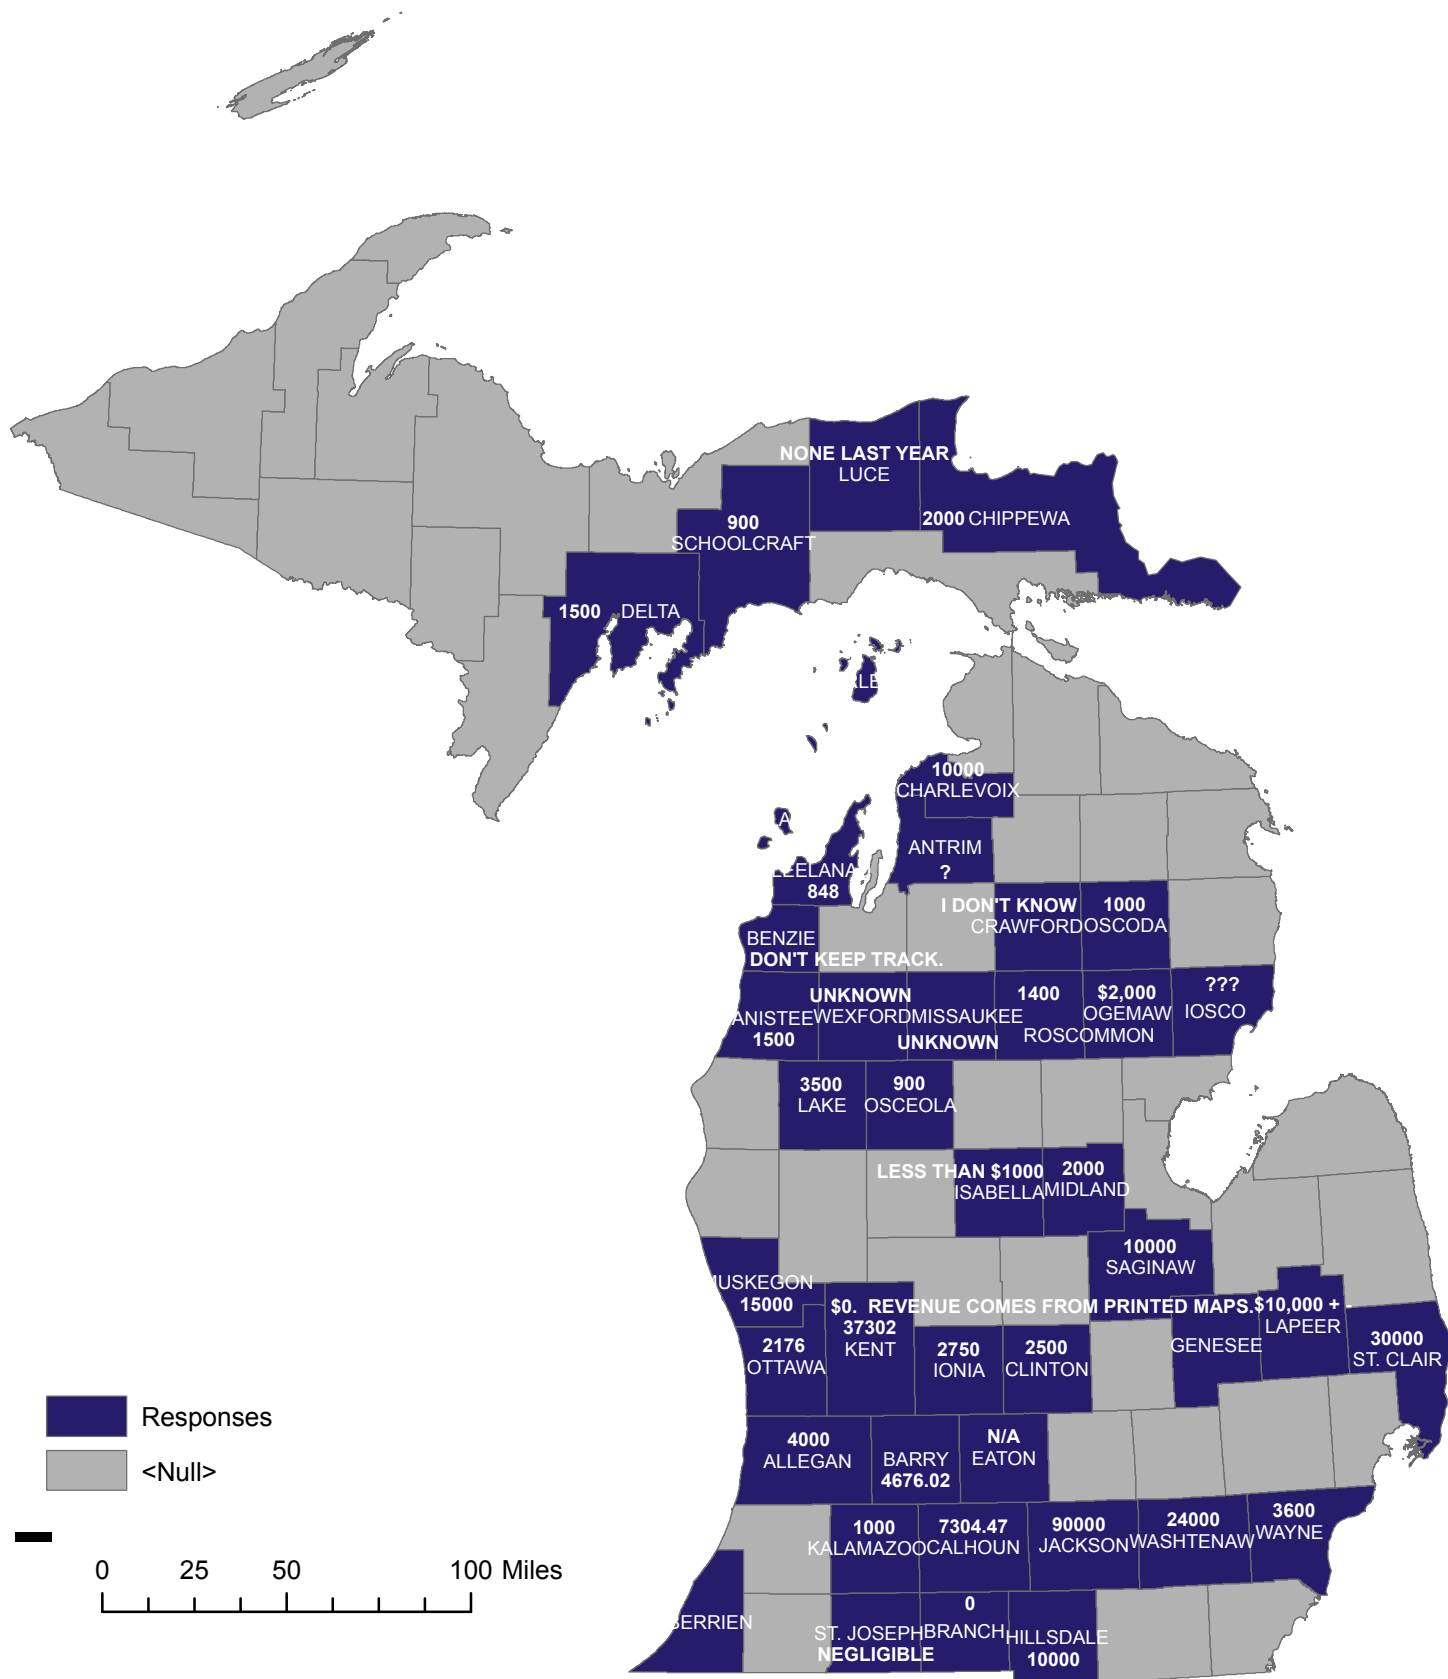 NONE LAST YEAR
LUCE
2000 CHIPPEWA
900
SCHOOLCRAFT
1500 DELTA
RLE
10000
CHARLEVOIX
A
ANTRIM
?
LEELANA
848
I DON'T KNOW
CRAWFORD
1000
OSCODA
BENZIE
DON'T KEEP TRACK.
UNKNOWN
WEXFORD
ANISTEE
1500
MISSAUKEE
UNKNOWN
1400
ROSCOMMON
$2,000
OGEMAW
???
IOSCO
3500
LAKE
900
OSCEOLA
LESS THAN $1000
ISABELLA
2000
MIDLAND
10000
SAGINAW
MUSKEGON
15000
$0. REVENUE COMES FROM PRINTED MAPS.
GENESEE
$10,000 + -
LAPEER
37302
KENT
2176
OTTAWA
2750
IONIA
2500
CLINTON
30000
ST. CLAIR
Responses
<Null>
4000
ALLEGAN
BARRY
4676.02
N/A
EATON
1000
KALAMAZOO
7304.47
CALHOUN
90000
JACKSON
24000
WASHTENAW
3600
WAYNE
0 25 50 100 Miles
BERRIEN
ST. JOSEPH
NEGLIGIBLE
0
BRANCH
HILLSDALE
10000